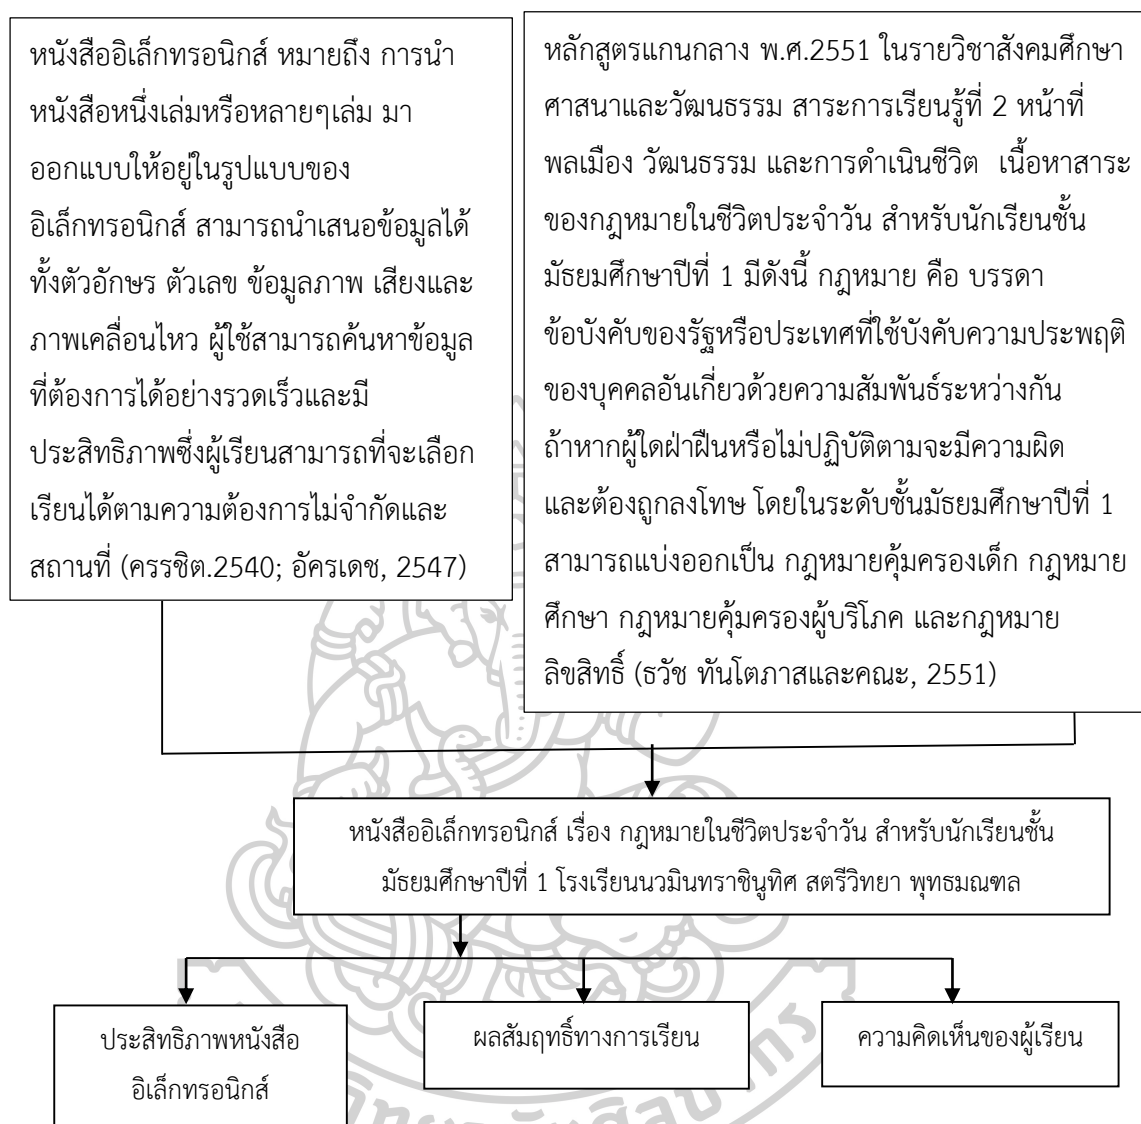 หนังสืออิเล็กทรอนิกส์ หมายถึง การนำ
หนังสือหนึ่งเล่มหรือหลายๆเล่ม มา
ออกแบบให้อยู่ในรูปแบบของ
อิเล็กทรอนิกส์ สามารถนำเสนอข้อมูลได้
ทั้งตัวอักษร ตัวเลข ข้อมูลภาพ เสียงและ
ภาพเคลื่อนไหว ผู้ใช้สามารถค้นหาข้อมูล
ที่ต้องการได้อย่างรวดเร็วและมี
ประสิทธิภาพซึ่งผู้เรียนสามารถที่จะเลือก
เรียนได้ตามความต้องการไม่จำกัดและ
สถานที่ (ครรชิต.2540; อัครเดช, 2547)
หลักสูตรแกนกลาง พ.ศ.2551 ในรายวิชาสังคมศึกษา
ศาสนาและวัฒนธรรม สาระการเรียนรู้ที่ 2 หน้าที่
พลเมือง วัฒนธรรม และการดำเนินชีวิต เนื้อหาสาระ
ของกฎหมายในชีวิตประจำวัน สำหรับนักเรียนชั้น
มัธยมศึกษาปีที่ 1 มีดังนี้ กฎหมาย คือ บรรดา
ข้อบังคับของรัฐหรือประเทศที่ใช้บังคับความประพฤติ
ของบุคคลอันเกี่ยวด้วยความสัมพันธ์ระหว่างกัน
ถ้าหากผู้ใดฝ่าฝืนหรือไม่ปฏิบัติตามจะมีความผิด
และต้องถูกลงโทษ โดยในระดับชั้นมัธยมศึกษาปีที่ 1
สามารถแบ่งออกเป็น กฎหมายคุ้มครองเด็ก กฎหมาย
ศึกษา กฎหมายคุ้มครองผู้บริโภค และกฎหมาย
ลิขสิทธิ์ (ธวัช ทันโตภาสและคณะ, 2551)
หนังสืออิเล็กทรอนิกส์ เรื่อง กฎหมายในชีวิตประจำวัน สำหรับนักเรียนชั้น
มัธยมศึกษาปีที่ 1 โรงเรียนนวมินทราชินูทิศ สตรีวิทยา พุทธมณฑล
ประสิทธิภาพหนังสือ
อิเล็กทรอนิกส์
ผลสัมฤทธิ์ทางการเรียน
ความคิดเห็นของผู้เรียน